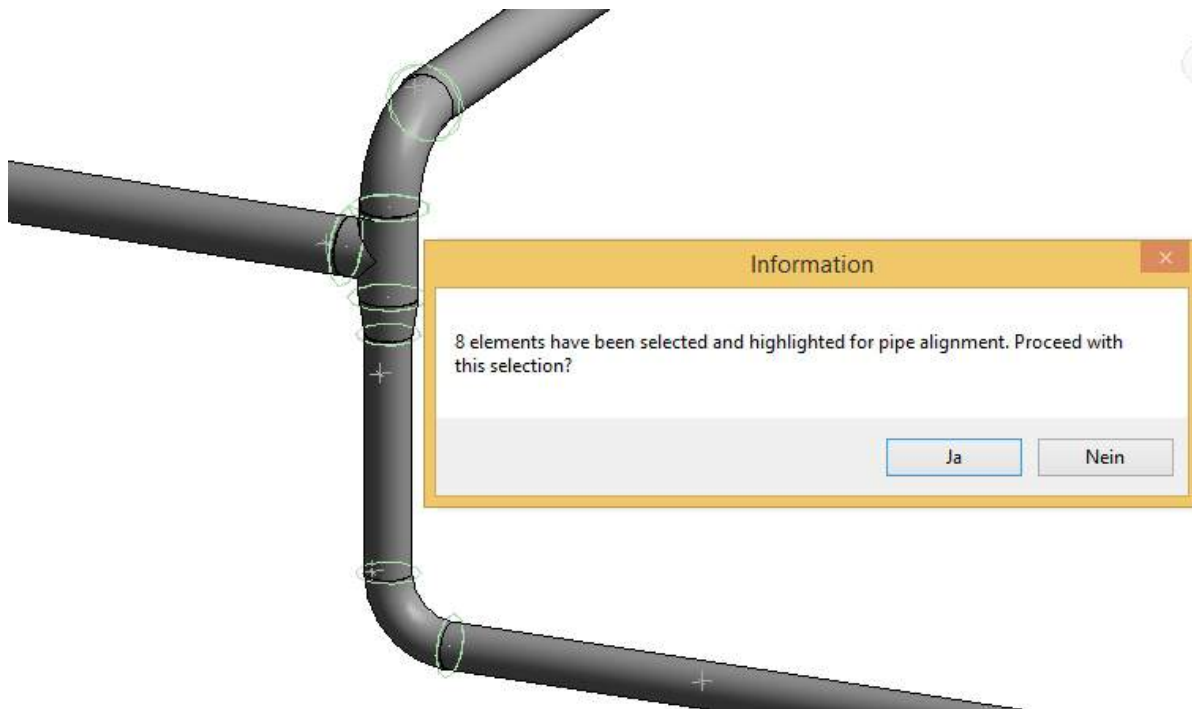 Information
8 elements have been selected and highlighted for pipe alignment. Proceed with
this selection?
Ja
Nein